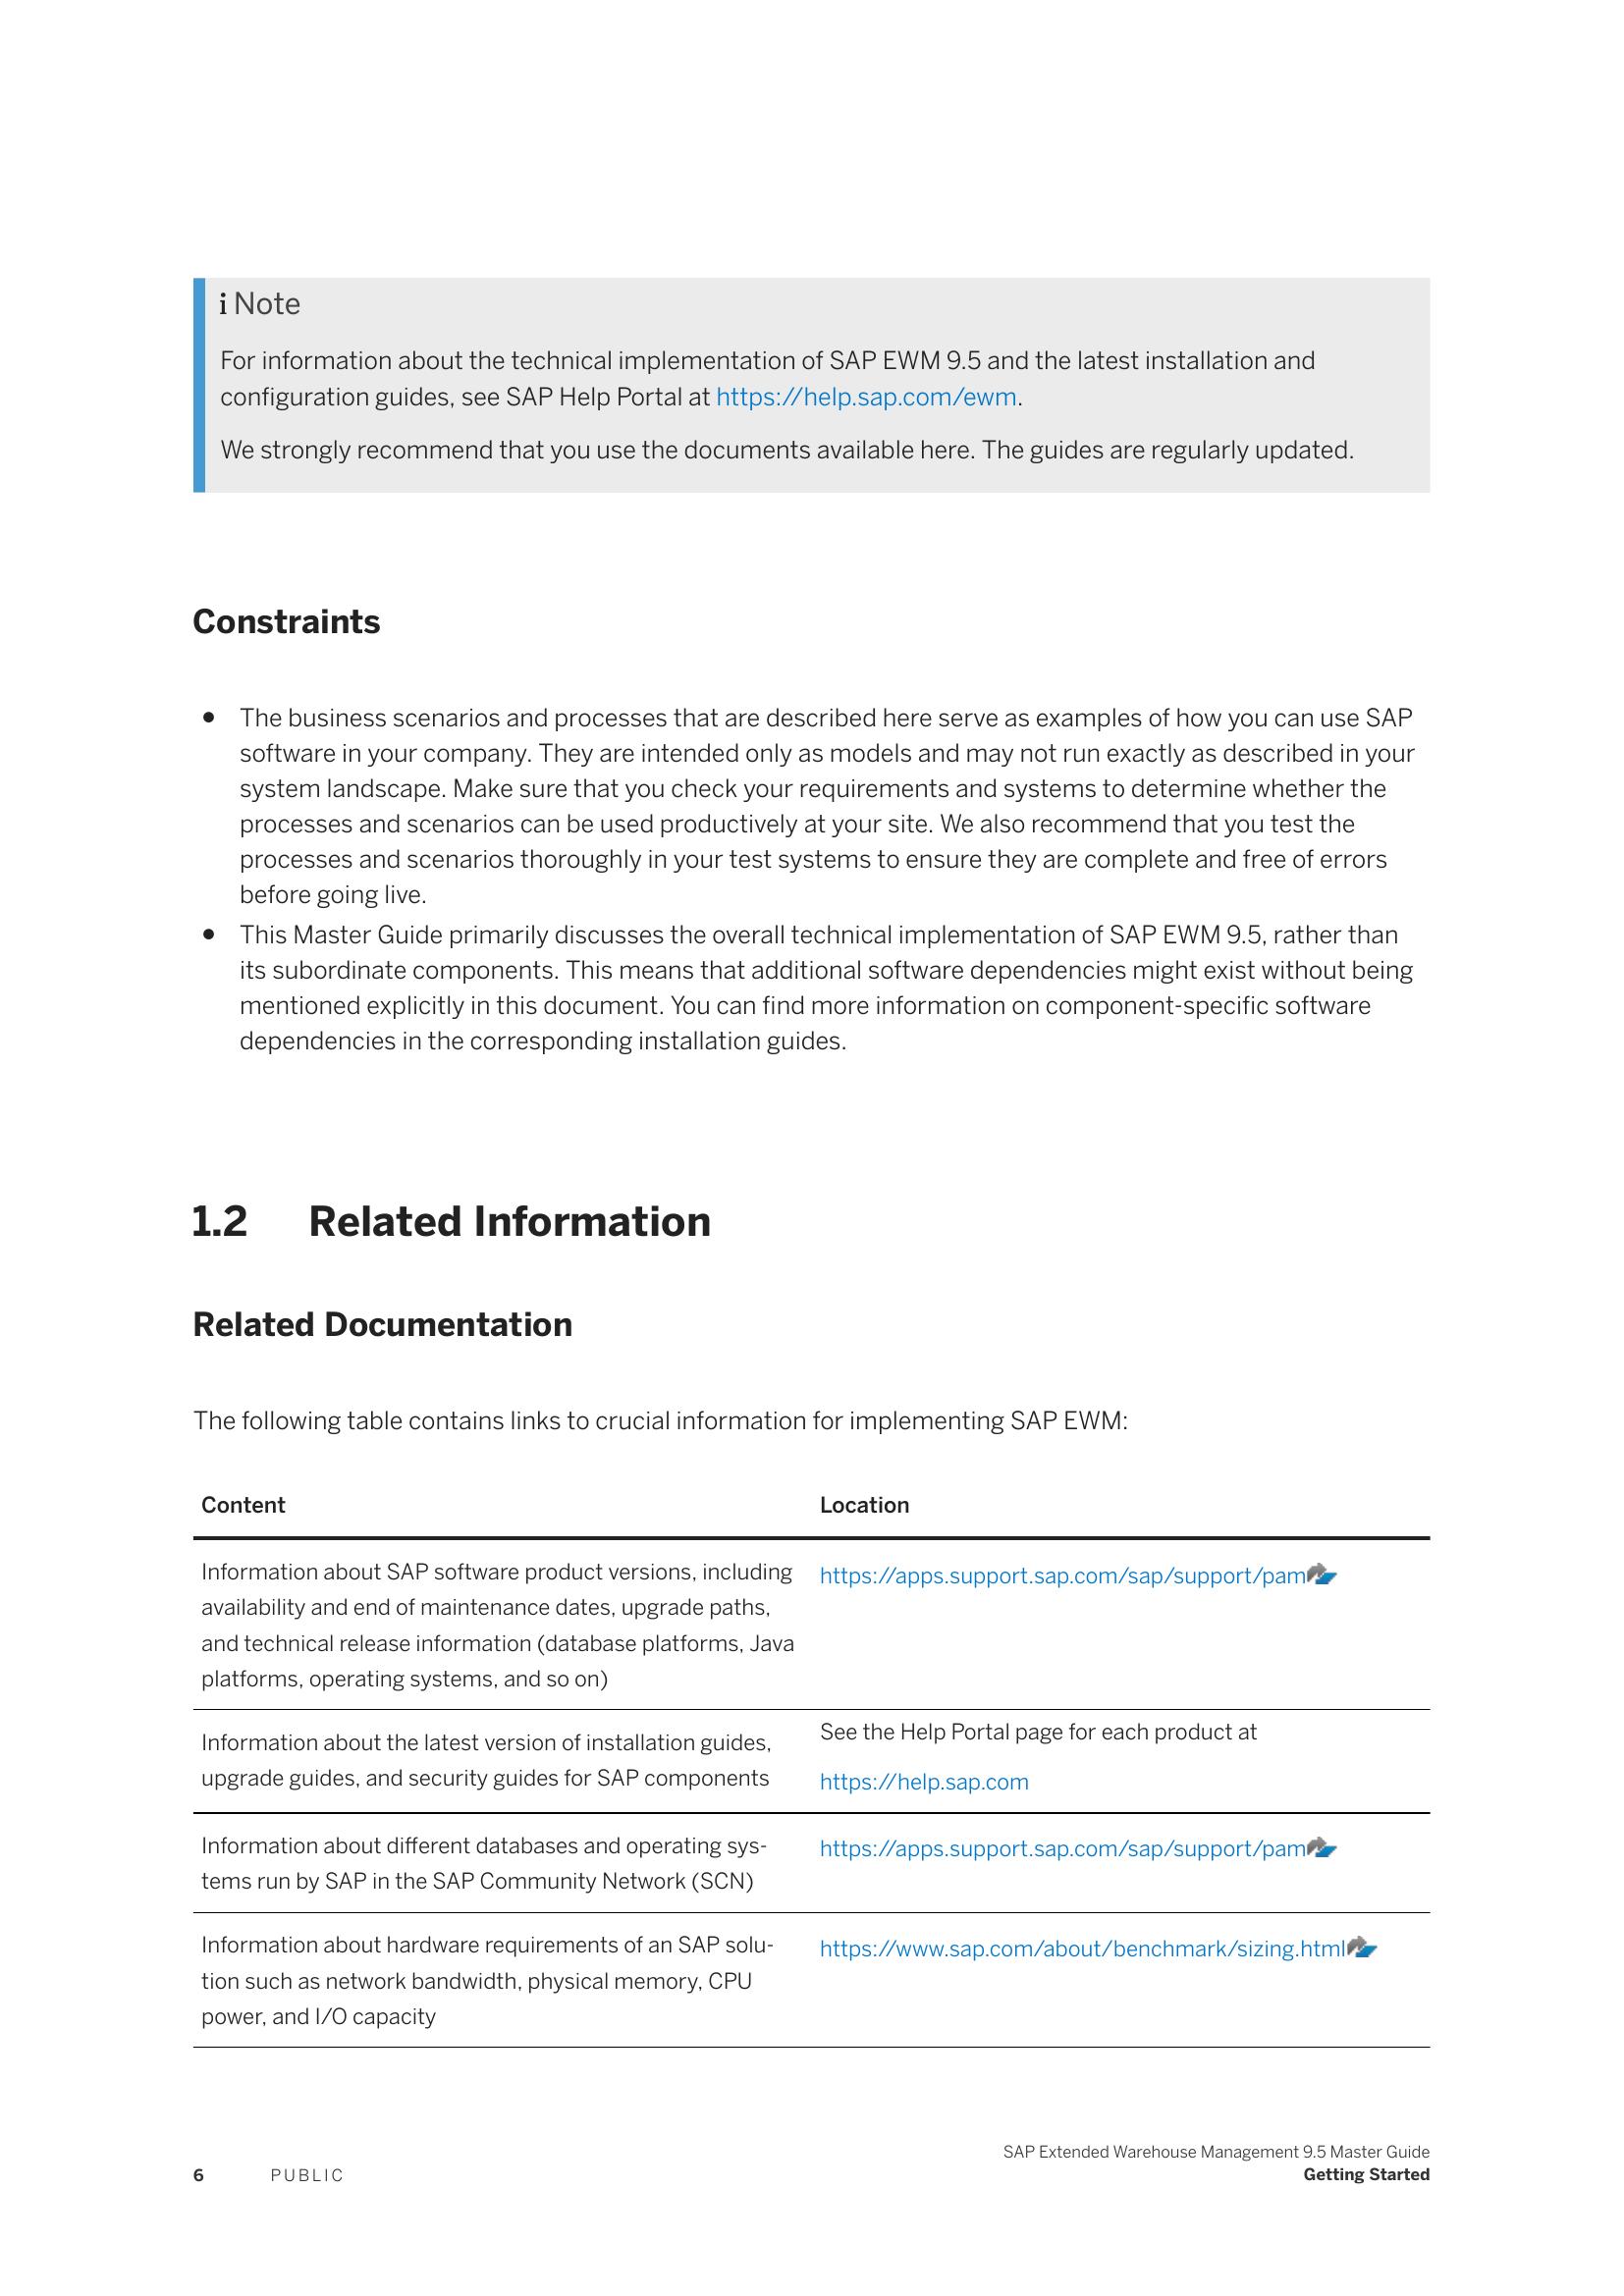 i Note
For information about the technical implementation of SAP EWM 9.5 and the latest installation and
configuration guides, see SAP Help Portal at https://help.sap.com/ewm.
We strongly recommend that you use the documents available here. The guides are regularly updated.
Constraints
● The business scenarios and processes that are described here serve as examples of how you can use SAP
software in your company. They are intended only as models and may not run exactly as described in your
system landscape. Make sure that you check your requirements and systems to determine whether the
processes and scenarios can be used productively at your site. We also recommend that you test the
processes and scenarios thoroughly in your test systems to ensure they are complete and free of errors
before going live.
● This Master Guide primarily discusses the overall technical implementation of SAP EWM 9.5, rather than
its subordinate components. This means that additional software dependencies might exist without being
mentioned explicitly in this document. You can find more information on component-specific software
dependencies in the corresponding installation guides.
1.2 Related Information
Related Documentation
The following table contains links to crucial information for implementing SAP EWM:
Content Location
Information about SAP software product versions, including https://apps.support.sap.com/sap/support/pam
availability and end of maintenance dates, upgrade paths,
and technical release information (database platforms, Java
platforms, operating systems, and so on)
See the Help Portal page for each product at
Information about the latest version of installation guides,
upgrade guides, and security guides for SAP components
https://help.sap.com
Information about different databases and operating sys- https://apps.support.sap.com/sap/support/pam
tems run by SAP in the SAP Community Network (SCN)
Information about hardware requirements of an SAP solu- https://www.sap.com/about/benchmark/sizing.html
tion such as network bandwidth, physical memory, CPU
power, and I/O capacity
SAP Extended Warehouse Management 9.5 Master Guide
6 PUBLIC Getting Started